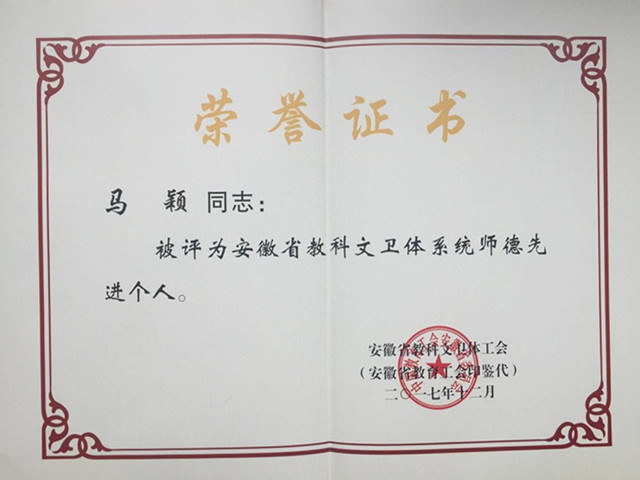 荣誉证书
马 颖 同志：
被评为安徽省教科文卫体系统师德先
进个人。
安徽省教科文卫体工会
（安徽省教育工会印鉴代）
二〇一七年十二月